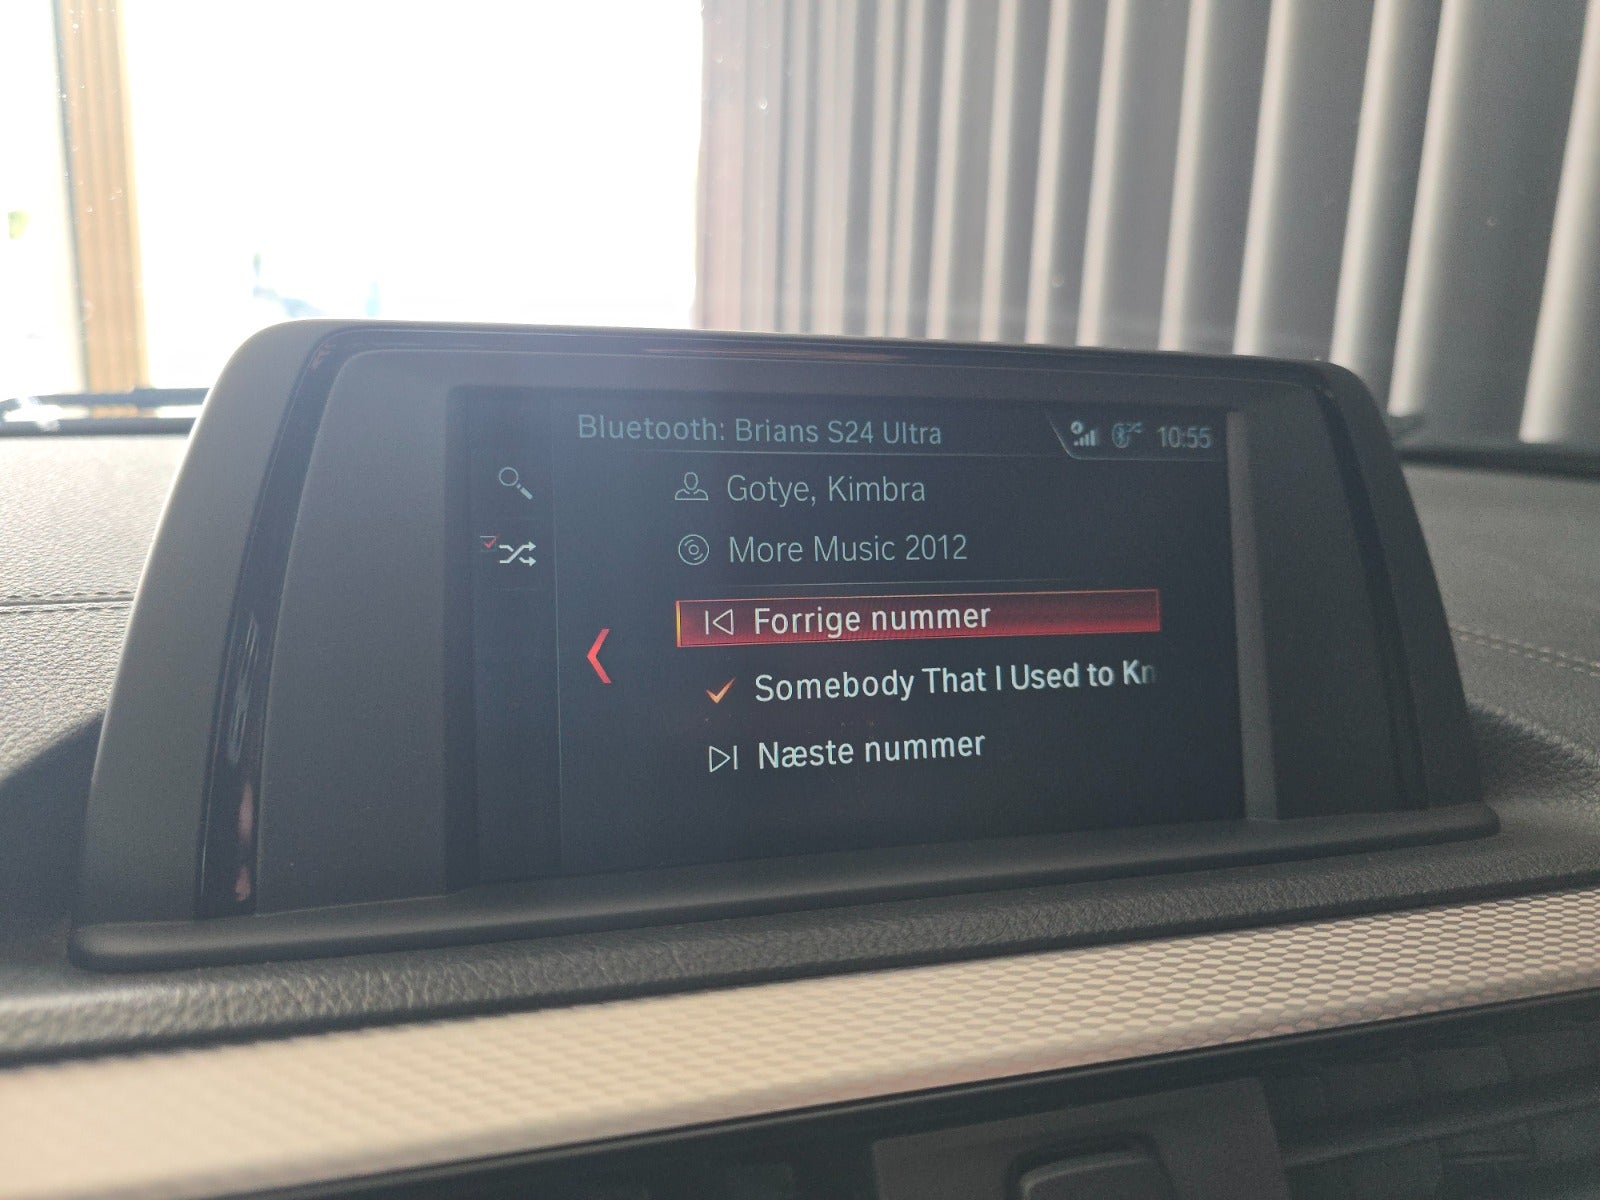 Bluetooth: Brians S24 Ultra
10:55
Gotye, Kimbra
More Music 2012
Forrige nummer
Somebody That I Used to Kn
Næste nummer